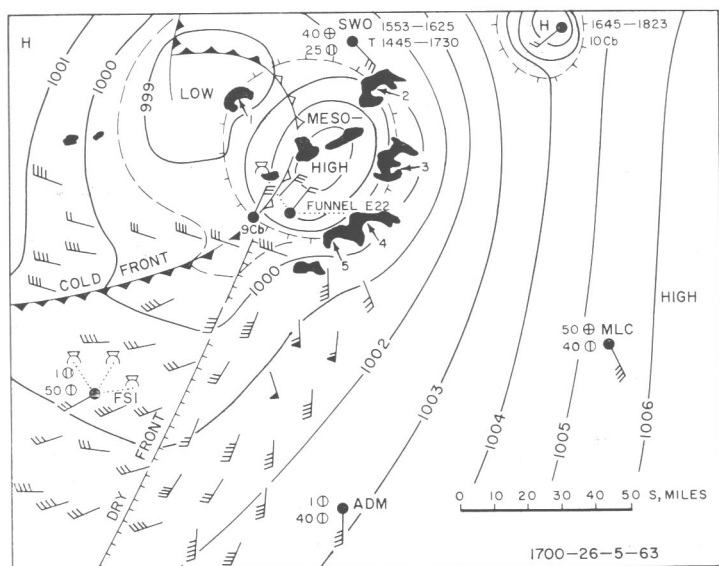 H
1001
1000
999
LOW
40 SWO 1553–1625
25 T 1445–1730
H 1645–1823
10Cb
2
MESO–
HIGH
3
FUNNEL E22
9Cb
4
5
COLD FRONT
1000
1002
1003
1004
1005
1006
HIGH
50 MLC
40
1
50 FSI
DRY FRONT
1 ADM
40
0 10 20 30 40 50 S, MILES
1700–26–5–63